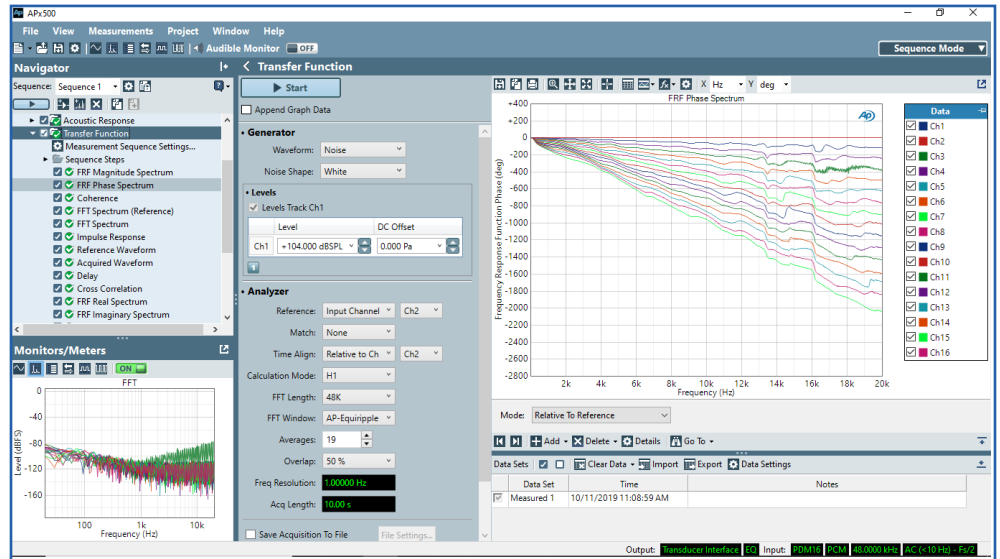 APx500
File View Measurements Project Window Help
Audible Monitor OFF
Sequence Mode
Navigator
Sequence: Sequence 1
Acoustic Response
Transfer Function
Measurement Sequence Settings...
Sequence Steps
FRF Magnitude Spectrum
FRF Phase Spectrum
Coherence
FFT Spectrum (Reference)
FFT Spectrum
Impulse Response
Reference Waveform
Acquired Waveform
Delay
Cross Correlation
FRF Real Spectrum
FRF Imaginary Spectrum
Monitors/Meters
ON
FFT
0
-40
-80
-120
-160
Level (dBFS)
100 1k 10k
Frequency (Hz)
Transfer Function
Start
Append Graph Data
Generator
Waveform: Noise
Noise Shape: White
Levels
Levels Track Ch1
Level DC Offset
Ch1 +104.000 dBSPL 0.000 Pa
Analyzer
Reference: Input Channel Ch2
Match: None
Time Align: Relative to Ch Ch2
Calculation Mode: H1
FFT Length: 48K
FFT Window: AP-Equiripple
Averages: 19
Overlap: 50 %
Freq Resolution: 1.00000 Hz
Acq Length: 10.00 s
Save Acquisition To File File Settings...
X Hz Y deg
FRF Phase Spectrum
AP
+400
+200
0
-200
-400
-600
-800
-1000
-1200
-1400
-1600
-1800
-2000
-2200
-2400
-2600
-2800
Frequency Response Function Phase (deg)
2k 4k 6k 8k 10k 12k 14k 16k 18k 20k
Frequency (Hz)
Data
Ch1
Ch2
Ch3
Ch4
Ch5
Ch6
Ch7
Ch8
Ch9
Ch10
Ch11
Ch12
Ch13
Ch14
Ch15
Ch16
Mode: Relative To Reference
Add Delete Details Go To
Data Sets Clear Data Import Export Data Settings
Data Set Time Notes
Measured 1 10/11/2019 11:08:59 AM
Output: Transducer Interface EQ Input: PDM16 PCM 48.0000 kHz AC (<10 Hz) - Fs/2